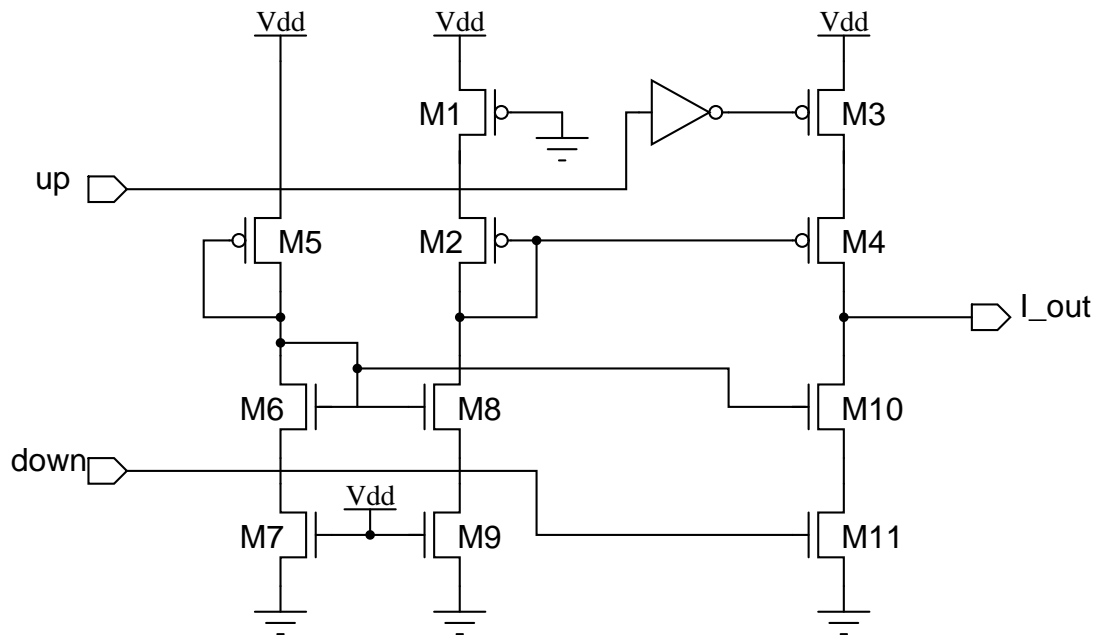 Vdd Vdd Vdd
M1 M3
up
M5 M2 M4
I_out
M6 M8 M10
down
Vdd
M7 M9 M11